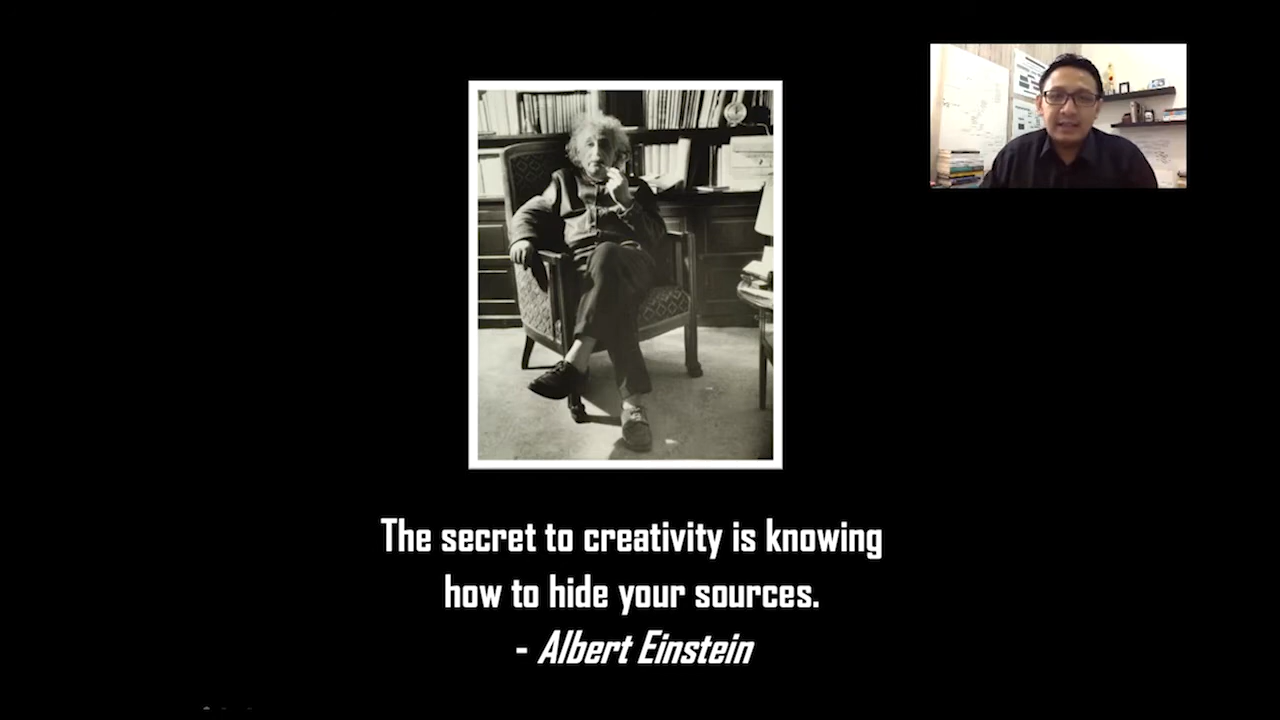 The secret to creativity is knowing
how to hide your sources.
- Albert Einstein